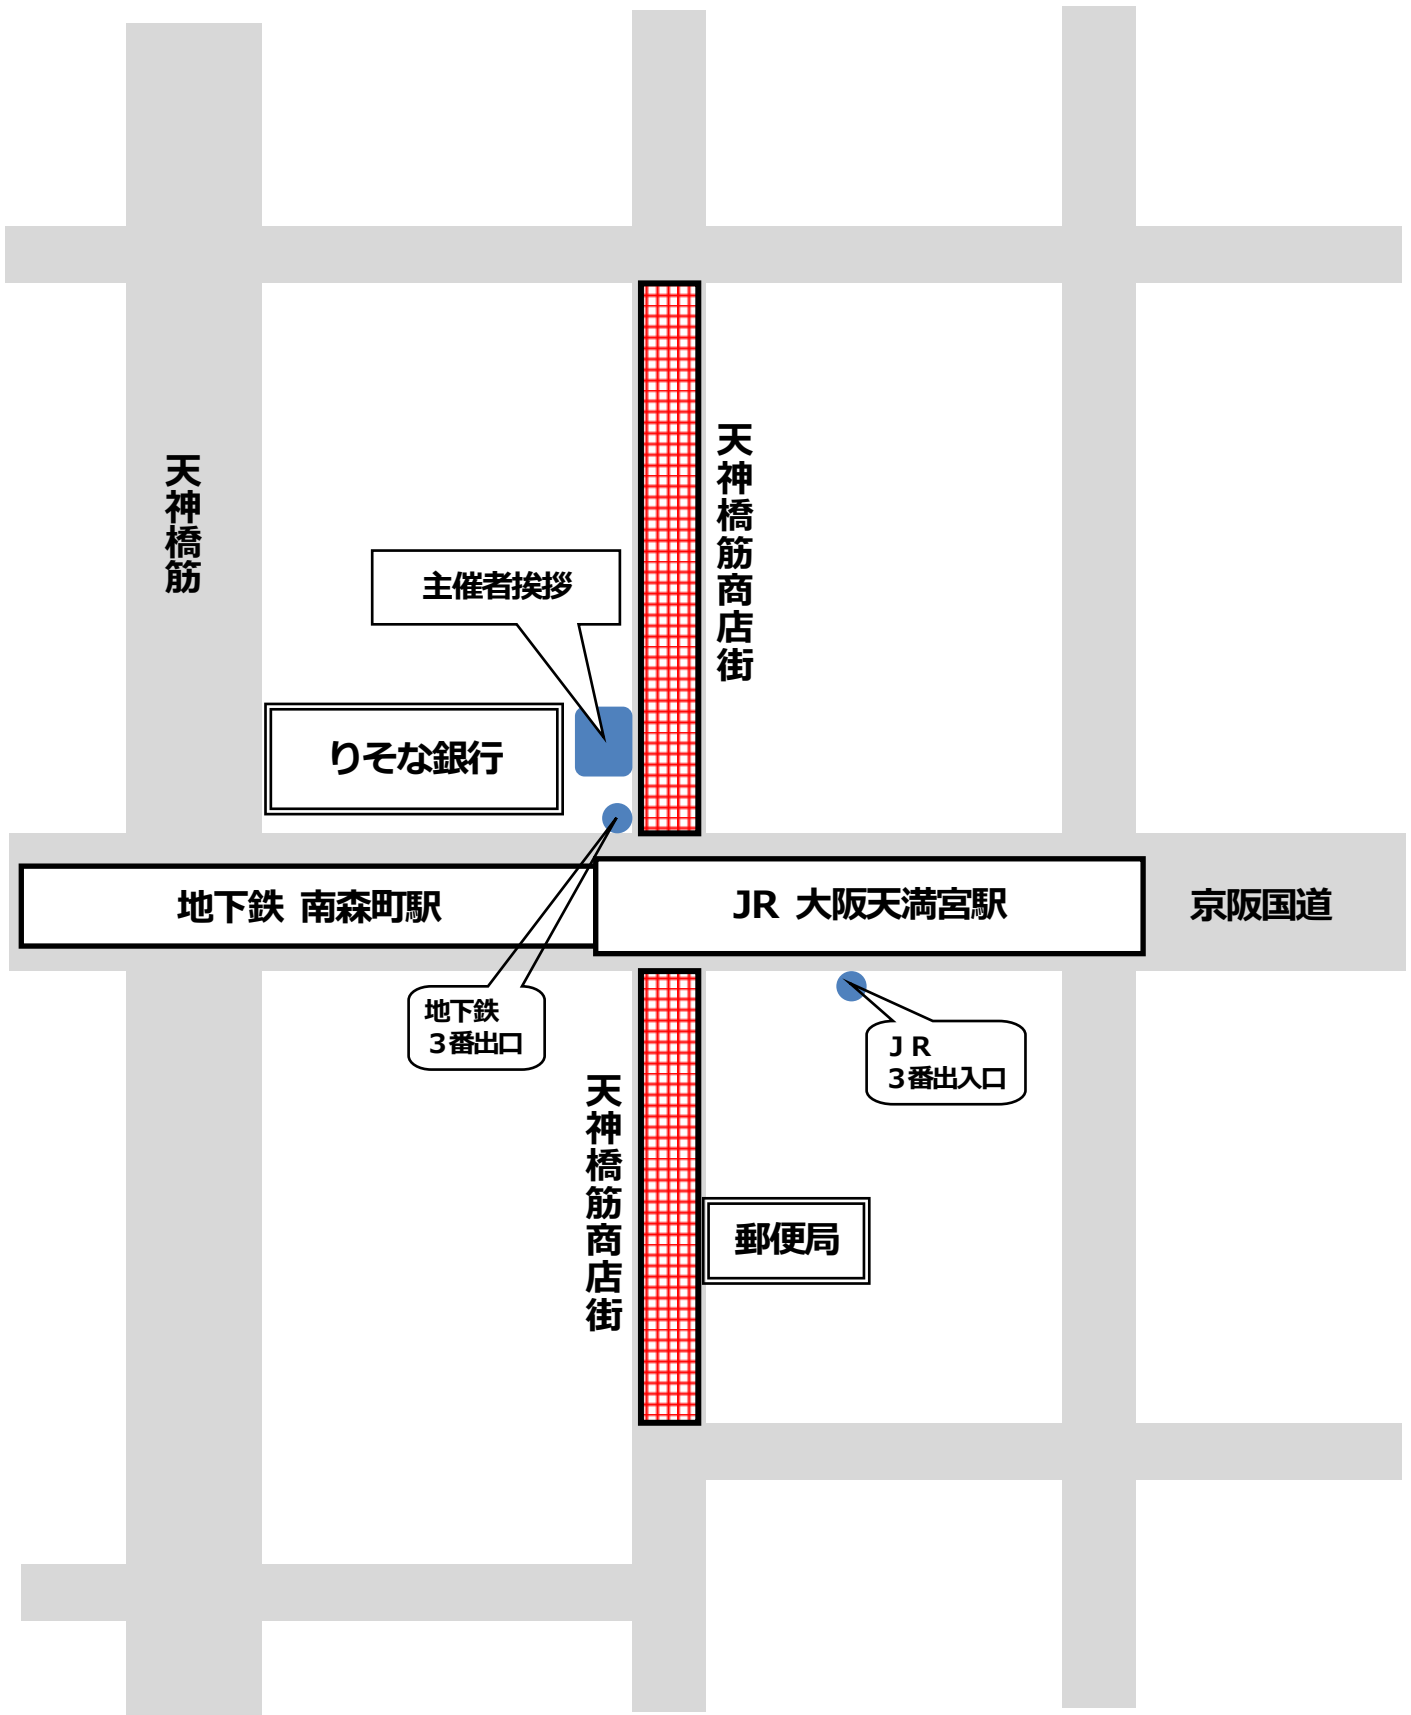 天神橋筋
天神橋筋商店街
主催者挨拶
りそな銀行
地下鉄 南森町駅
JR 大阪天満宮駅
京阪国道
地下鉄
３番出口
ＪＲ
３番出入口
天神橋筋商店街
郵便局